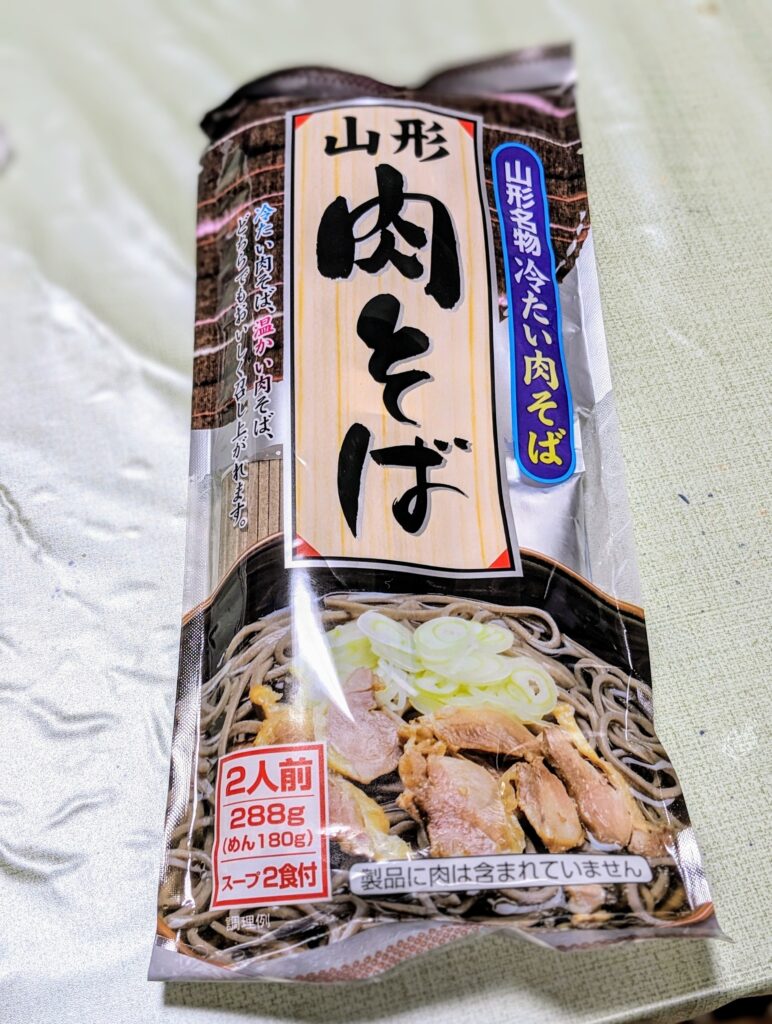 山形
肉そば
山形名物冷たい肉そば
冷たい肉そば、温かい肉そば、
どちらでもおいしく召し上がれます。
2人前
288g
(めん180g)
スープ2食付
製品に肉は含まれていません
調理例